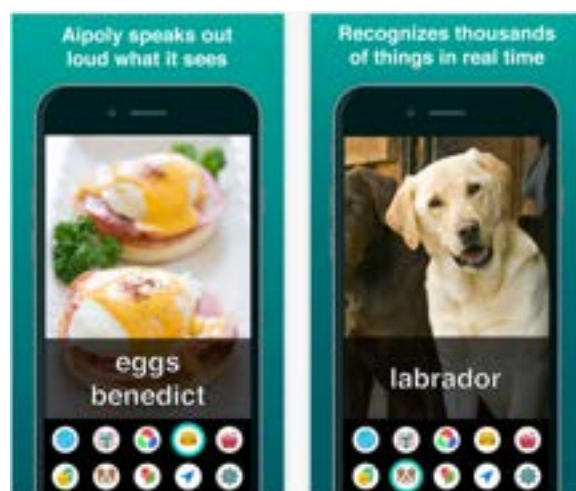 Aipoly speaks out
loud what it sees
eggs
benedict
Recognizes thousands
of things in real time
labrador